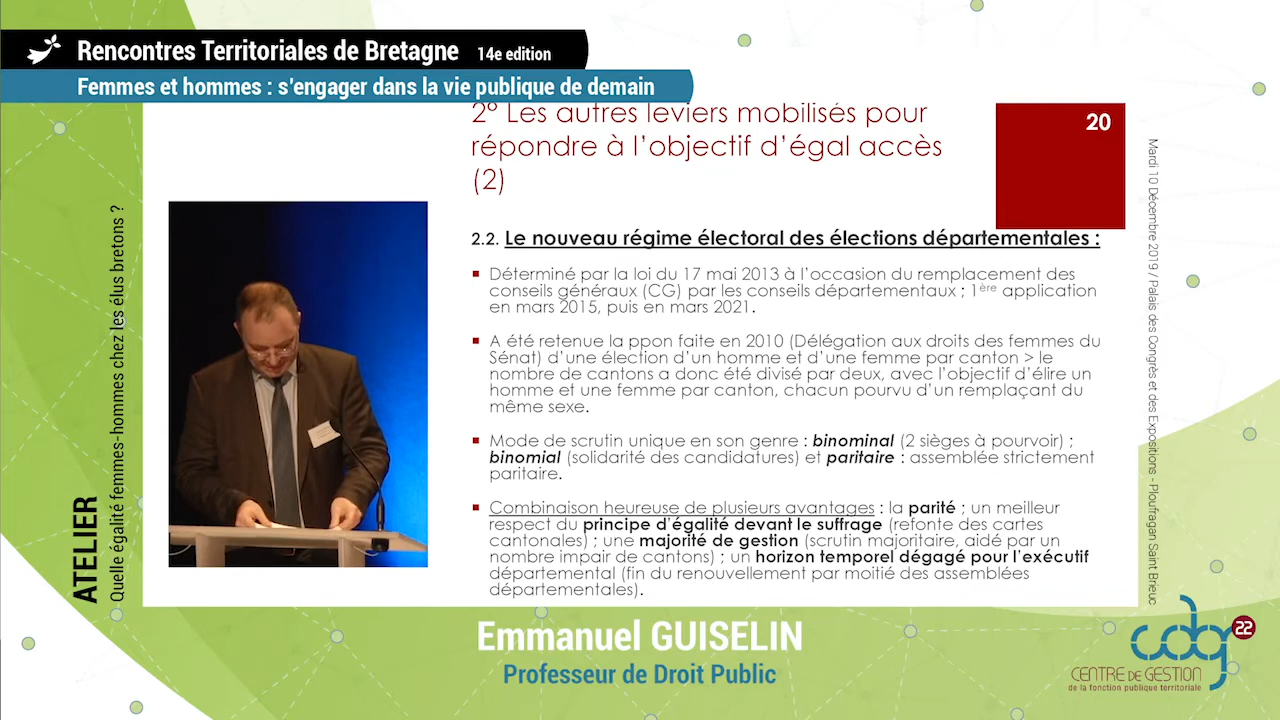 Rencontres Territoriales de Bretagne 14e edition
Femmes et hommes : s'engager dans la vie publique de demain
2° Les autres leviers mobilisés pour
répondre à l'objectif d'égal accès
(2)
20
2.2. Le nouveau régime électoral des élections départementales :
▪ Déterminé par la loi du 17 mai 2013 à l'occasion du remplacement des
conseils généraux (CG) par les conseils départementaux ; 1ère application
en mars 2015, puis en mars 2021.
▪ A été retenue la ppon faite en 2010 (Délégation aux droits des femmes du
Sénat) d'une élection d'un homme et d'une femme par canton > le
nombre de cantons a donc été divisé par deux, avec l'objectif d'élire un
homme et une femme par canton, chacun pourvu d'un remplaçant du
même sexe.
▪ Mode de scrutin unique en son genre : binominal (2 sièges à pourvoir) ;
binomial (solidarité des candidatures) et paritaire : assemblée strictement
paritaire.
▪ Combinaison heureuse de plusieurs avantages : la parité ; un meilleur
respect du principe d'égalité devant le suffrage (refonte des cartes
cantonales) ; une majorité de gestion (scrutin majoritaire, aidé par un
nombre impair de cantons) ; un horizon temporel dégagé pour l'exécutif
départemental (fin du renouvellement par moitié des assemblées
départementales).
ATELIER
Quelle égalité femmes-hommes chez les élus bretons ?
Mardi 10 Décembre 2019 / Palais des Congrès et des Expositions - Ploufragan Saint Brieuc
Emmanuel GUISELIN
Professeur de Droit Public
cdg 22
CENTRE DE GESTION
de la fonction publique territoriale